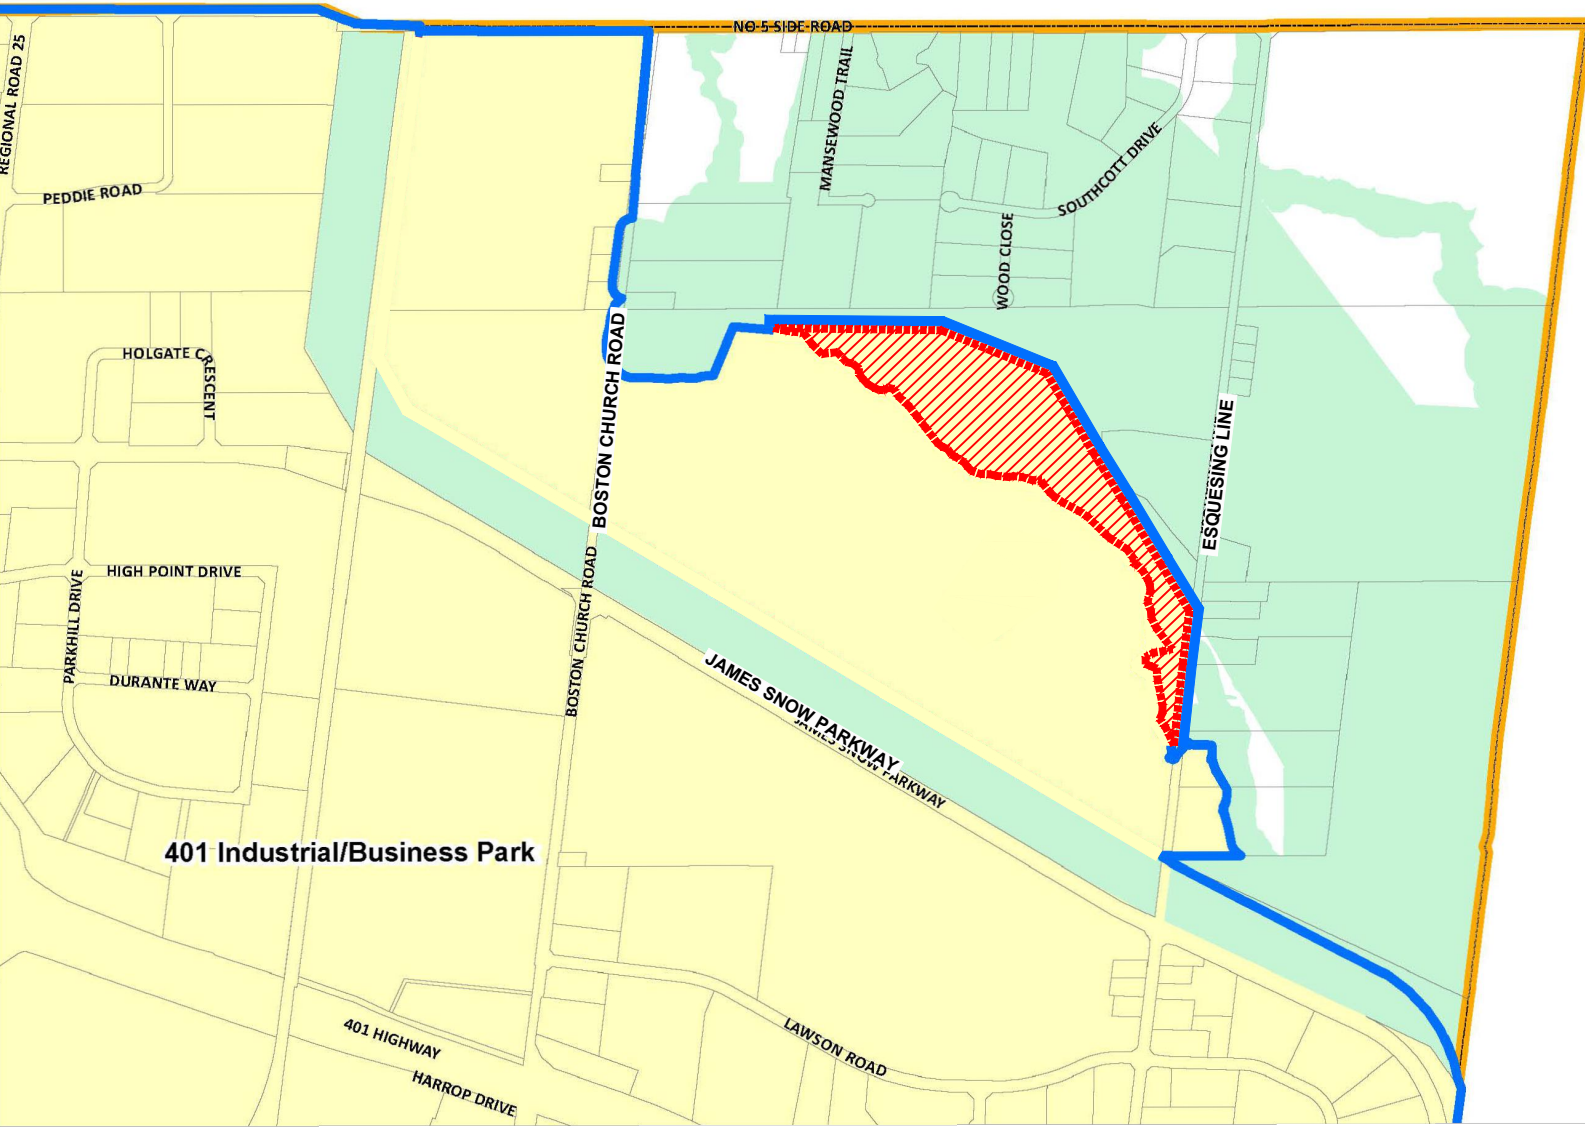 NO 5 SIDE ROAD
REGIONAL ROAD 25
MANSEWOOD TRAIL
PEDDIE ROAD
SOUTHCOTT DRIVE
WOOD CLOSE
HOLGATE CRESCENT
BOSTON CHURCH ROAD
ESQUESING LINE
HIGH POINT DRIVE
PARKHILL DRIVE
BOSTON CHURCH ROAD
DURANTE WAY
JAMES SNOW PARKWAY
JAMES SNOW PARKWAY
401 Industrial/Business Park
401 HIGHWAY
LAWSON ROAD
HARROP DRIVE